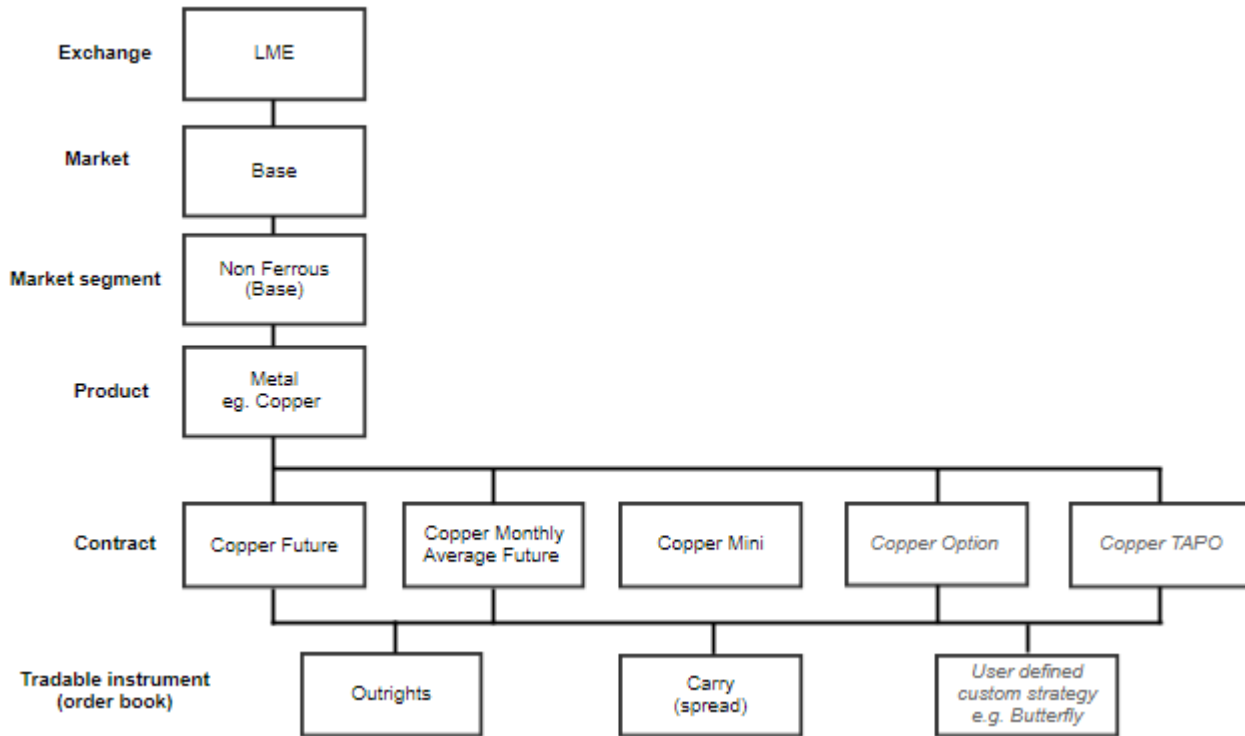 Exchange
LME
Market
Base
Market segment
Non Ferrous
(Base)
Product
Metal
eg. Copper
Contract
Copper Future
Copper Monthly
Average Future
Copper Mini
Copper Option
Copper TAPO
Tradable instrument
(order book)
Outrights
Carry
(spread)
User defined
custom strategy
e.g. Butterfly